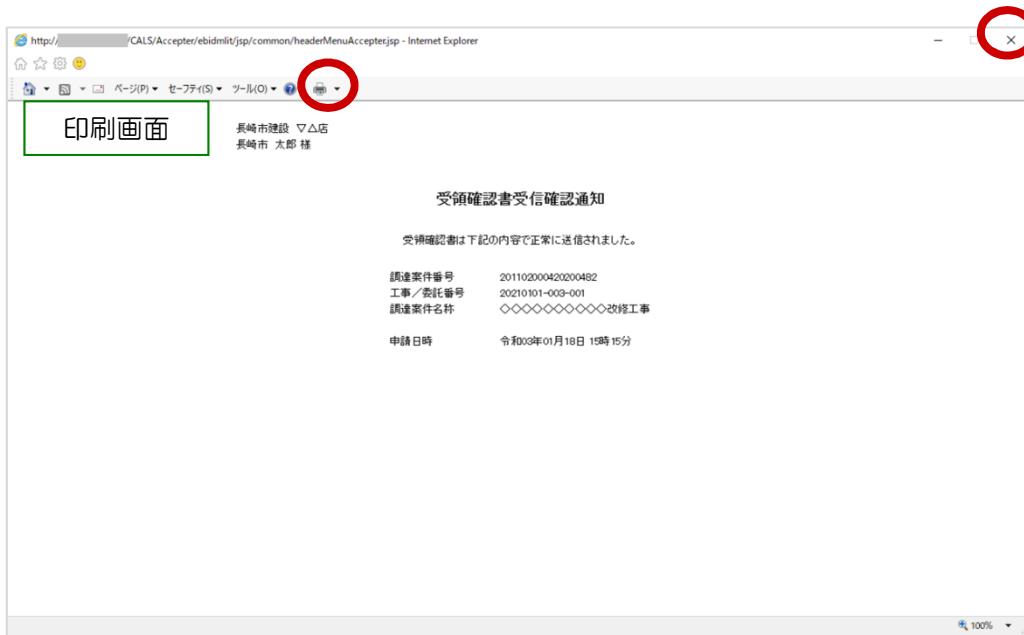 http:// /CALS/Accepter/ebidmlit/jsp/common/headerMenuAccepter.jsp - Internet Explorer
ページ(P) セーフティ(S) ツール(O)
印刷画面
長崎市建設 ▽△店
長崎市 太郎 様
受領確認書受信確認通知
受領確認書は下記の内容で正常に送信されました。
調達案件番号 201102000420200482
工事／委託番号 20210101-003-001
調達案件名称 ◇◇◇◇◇◇◇◇◇◇改修工事
申請日時 令和03年01月18日 15時15分
100%